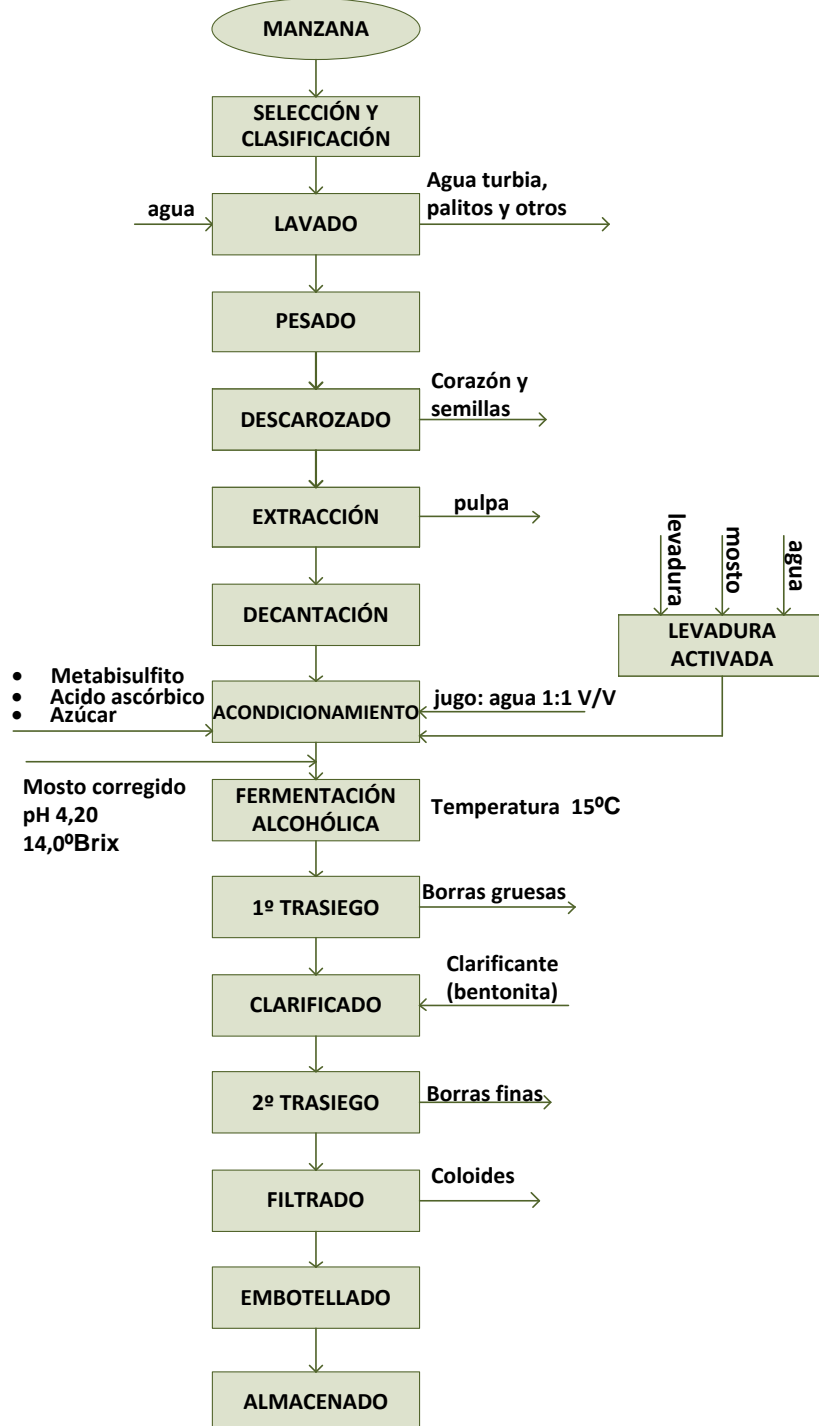 MANZANA
SELECCIÓN Y
CLASIFICACIÓN
agua
LAVADO
Agua turbia,
palitos y otros
PESADO
DESCAROZADO
Corazón y
semillas
EXTRACCIÓN
pulpa
DECANTACIÓN
levadura
mosto
agua
LEVADURA
ACTIVADA
• Metabisulfito
• Acido ascórbico
• Azúcar
ACONDICIONAMIENTO
jugo: agua 1:1 V/V
Mosto corregido
pH 4,20
14,0ºBrix
FERMENTACIÓN
ALCOHÓLICA
Temperatura 15ºC
1º TRASIEGO
Borras gruesas
CLARIFICADO
Clarificante
(bentonita)
2º TRASIEGO
Borras finas
FILTRADO
Coloides
EMBOTELLADO
ALMACENADO